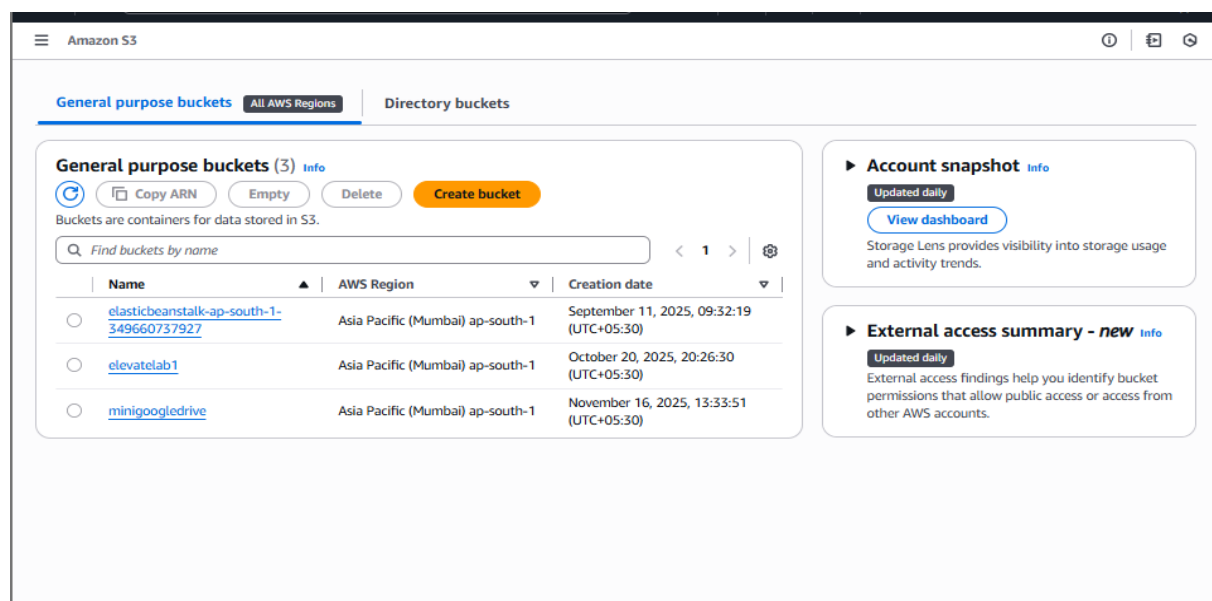 Amazon S3
General purpose buckets All AWS Regions Directory buckets
General purpose buckets (3) Info
Copy ARN Empty Delete Create bucket
Buckets are containers for data stored in S3.
Find buckets by name
1
Name AWS Region Creation date
elasticbeanstalk-ap-south-1-
349660737927
Asia Pacific (Mumbai) ap-south-1
September 11, 2025, 09:32:19
(UTC+05:30)
elevatelab1
Asia Pacific (Mumbai) ap-south-1
October 20, 2025, 20:26:30
(UTC+05:30)
minigoogledrive
Asia Pacific (Mumbai) ap-south-1
November 16, 2025, 13:33:51
(UTC+05:30)
Account snapshot Info
Updated daily
View dashboard
Storage Lens provides visibility into storage usage
and activity trends.
External access summary - new Info
Updated daily
External access findings help you identify bucket
permissions that allow public access or access from
other AWS accounts.